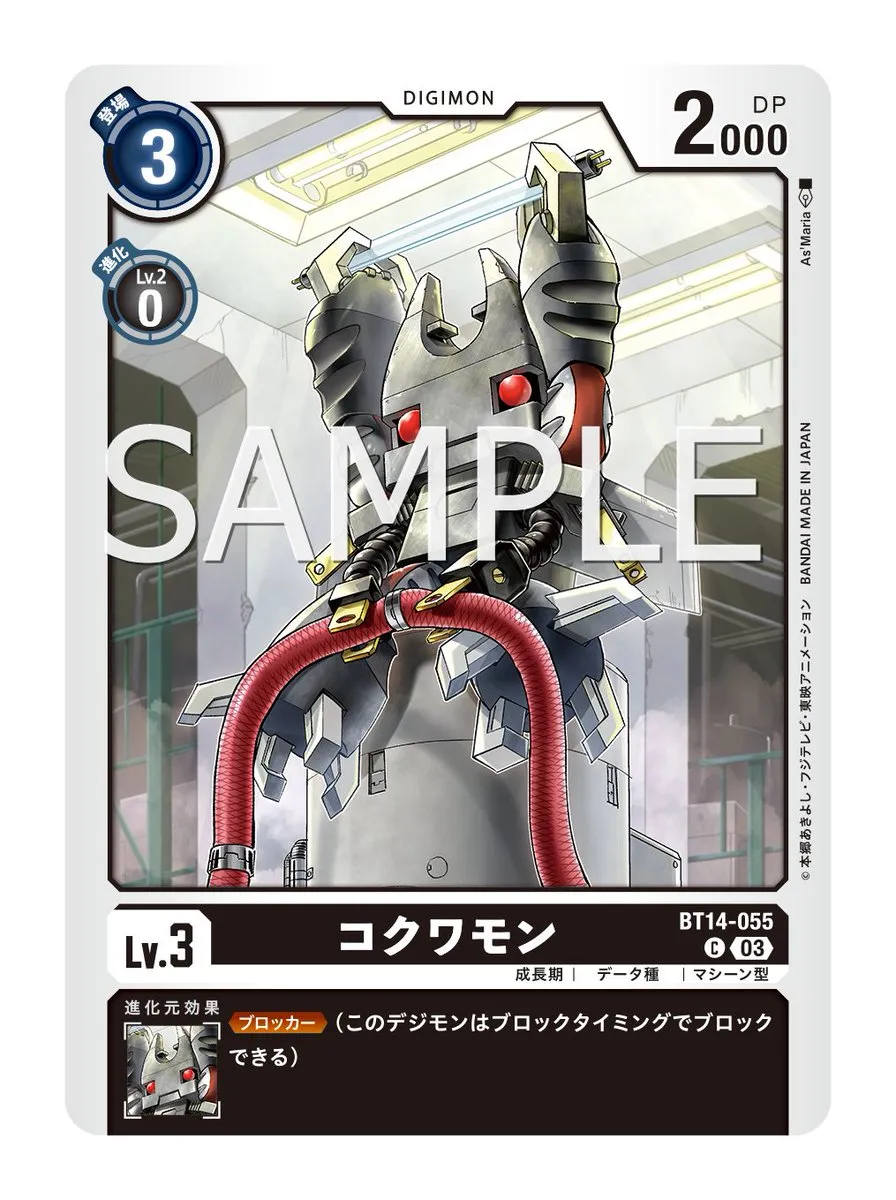 DIGIMON
登場
3
2000
DP
進化
Lv.2
0
As'Maria
SAMPLE
©本郷あきよし・フジテレビ・東映アニメーション BANDAI MADE IN JAPAN
Lv.3
コクワモン
BT14-055
C 03
成長期 | データ種 | マシーン型
進化元効果
ブロッカー (このデジモンはブロックタイミングでブロック
できる)